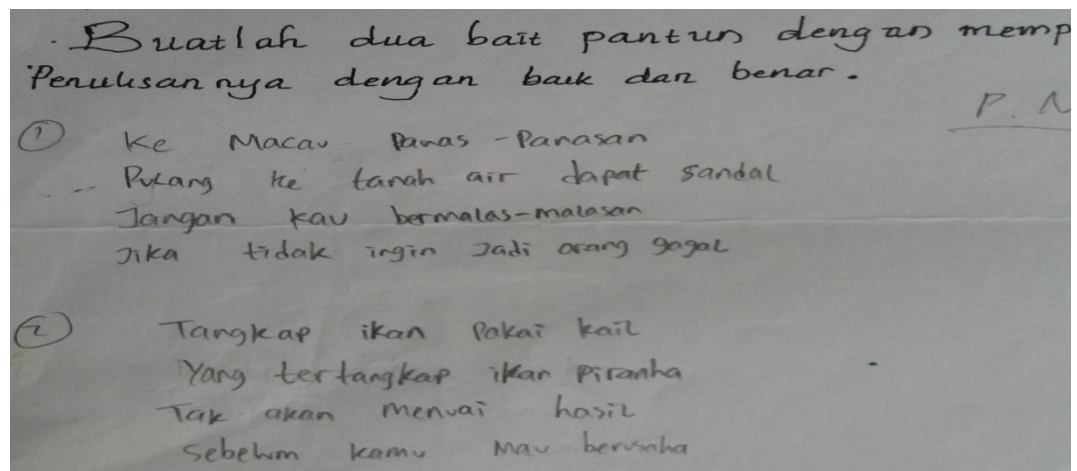 . Buatlah dua bait pantun dengan memp
Penulisannya dengan baik dan benar.
P. N
① Ke Macau Panas-Panasan
Pulang ke tanah air dapat sandal
Jangan kau bermalas-malasan
Jika tidak ingin Jadi orang gagal
② Tangkap ikan Pakai kail
Yang tertangkap ikan Piranha
Tak akan menuai hasil
Sebelum kamu Mau berusaha